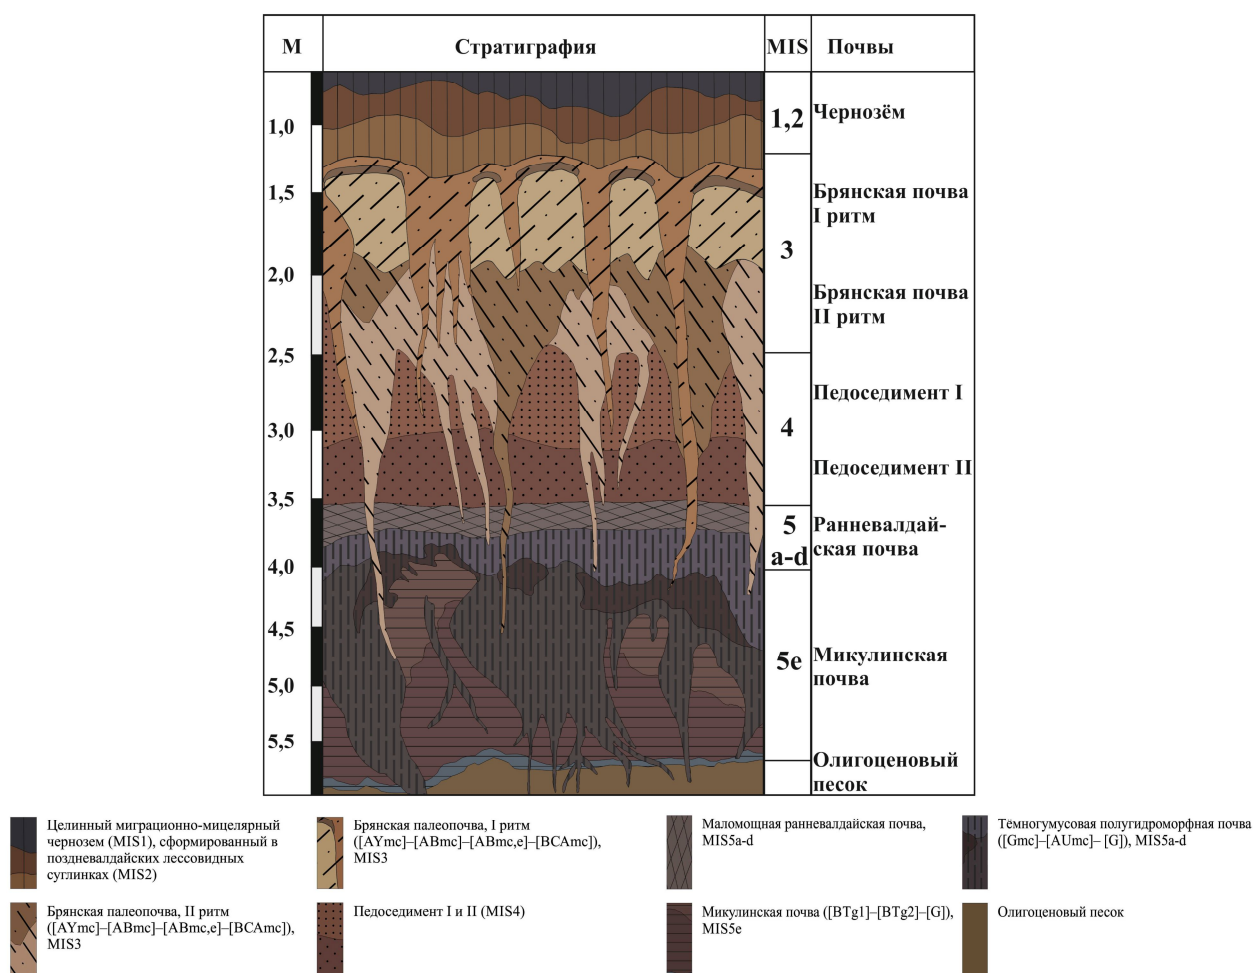 М
Стратиграфия
MIS
Почвы
1,0
1,5
2,0
2,5
3,0
3,5
4,0
4,5
5,0
5,5
1,2
3
4
5
a-d
5e
Чернозём
Брянская почва
I ритм
Брянская почва
II ритм
Педоседимент I
Педоседимент II
Ранневалдай-
ская почва
Микулинская
почва
Олигоценовый
песок
Целинный миграционно-мицелярный
чернозем (MIS1), сформированный в
поздневалдайских лессовидных
суглинках (MIS2)
Брянская палеопочва, I ритм
([AYmc]–[ABmc]–[ABmc,e]–[BCAmc]),
MIS3
Маломощная ранневалдайская почва,
MIS5a-d
Тёмногумусовая полугидроморфная почва
([Gmc]–[AUmc]– [G]), MIS5a-d
Брянская палеопочва, II ритм
([AYmc]–[ABmc]–[ABmc,e]–[BCAmc]),
MIS3
Педоседимент I и II (MIS4)
Микулинская почва ([BTg1]–[BTg2]–[G]),
MIS5e
Олигоценовый песок